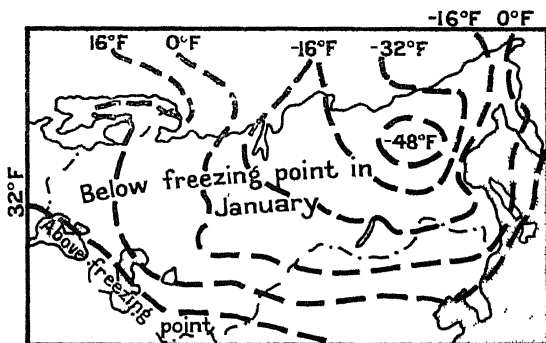 -16°F 0°F
16°F 0°F -16°F -32°F
-48°F
Below freezing point in
January
32°F
Above freezing
point